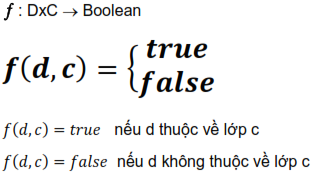 f : DxC → Boolean
f(d, c) = { true
false
f(d, c) = true nếu d thuộc về lớp c
f(d, c) = false nếu d không thuộc về lớp c